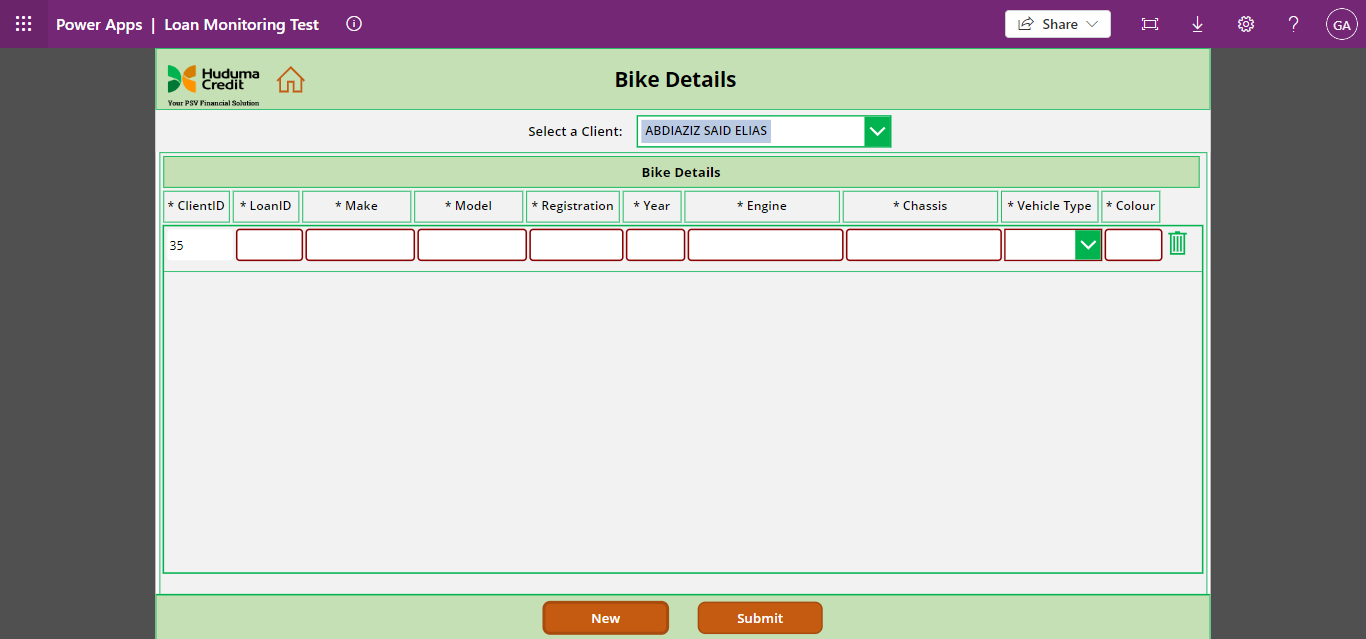 Power Apps | Loan Monitoring Test
Share
?
GA
Huduma
Credit
Your PSV Financial Solution
Bike Details
Select a Client: ABDIAZIZ SAID ELIAS
Bike Details
* ClientID * LoanID * Make * Model * Registration * Year * Engine * Chassis * Vehicle Type * Colour
35
New Submit